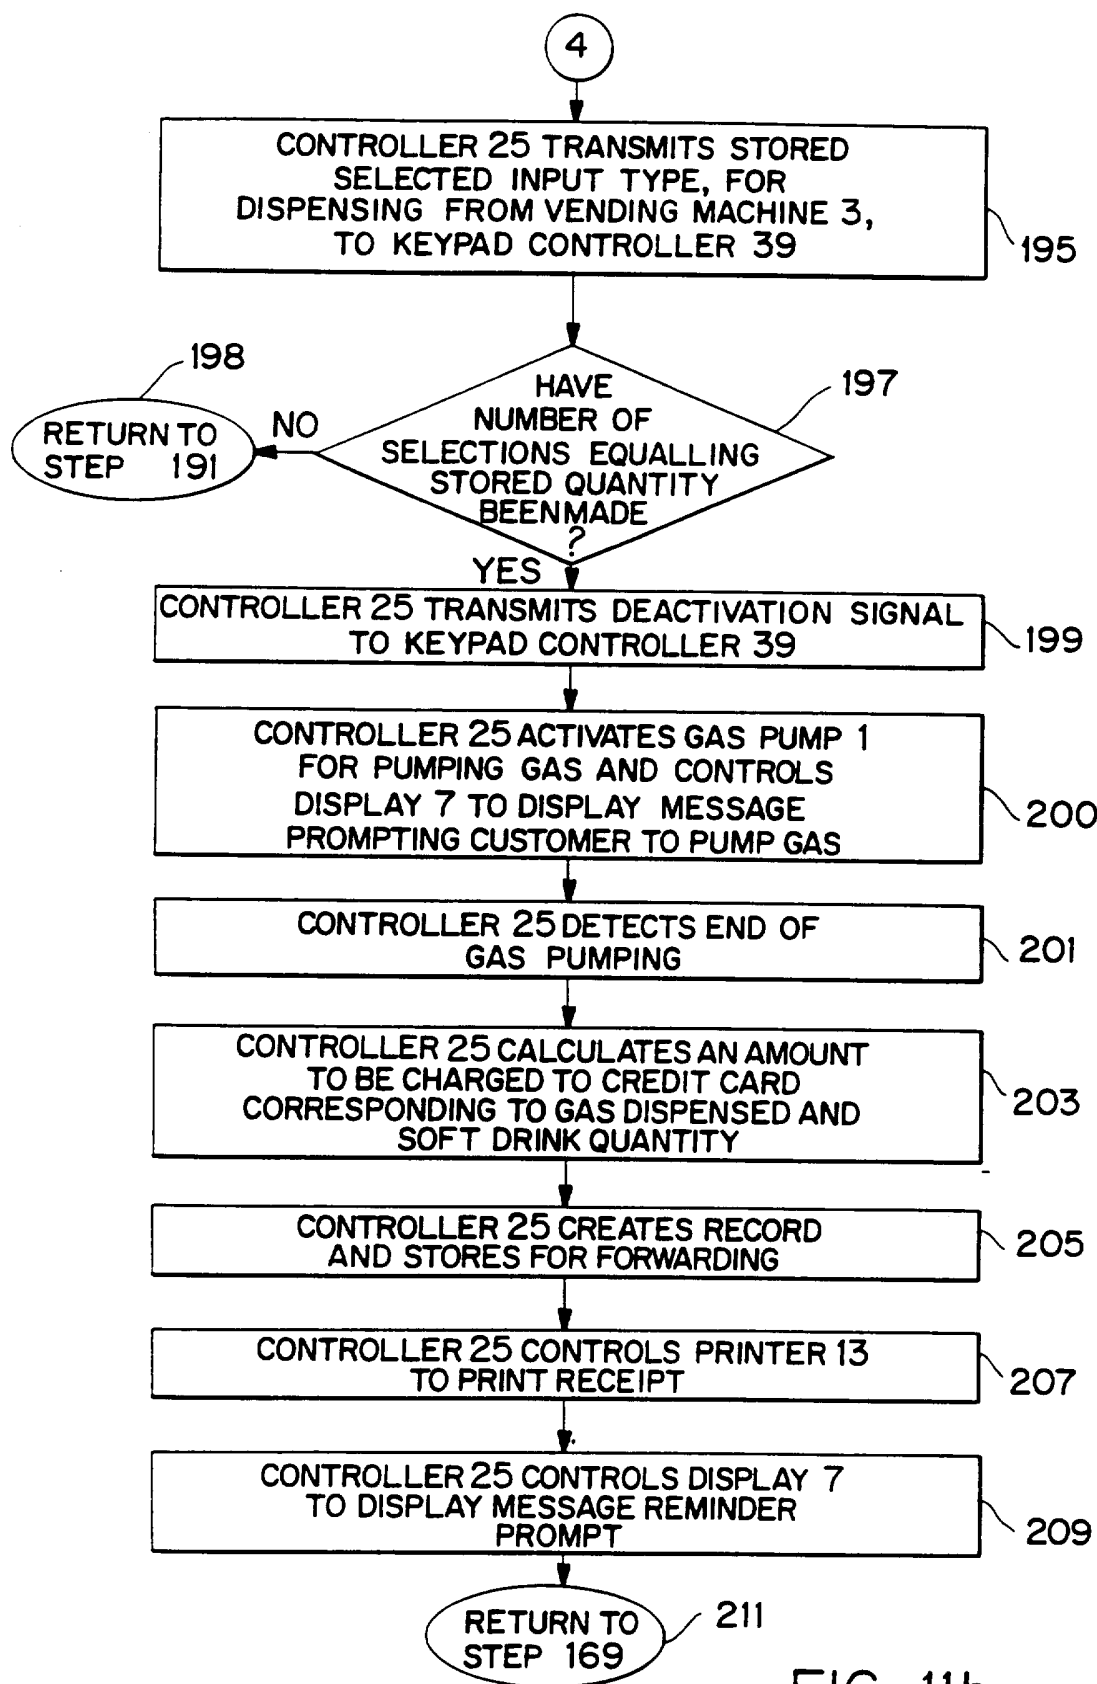 4
CONTROLLER 25 TRANSMITS STORED
SELECTED INPUT TYPE, FOR
DISPENSING FROM VENDING MACHINE 3,
TO KEYPAD CONTROLLER 39
195
198
197
HAVE
NUMBER OF
SELECTIONS EQUALLING
STORED QUANTITY
BEENMADE
?
NO
RETURN TO
STEP 191
YES
CONTROLLER 25 TRANSMITS DEACTIVATION SIGNAL
TO KEYPAD CONTROLLER 39
199
CONTROLLER 25 ACTIVATES GAS PUMP 1
FOR PUMPING GAS AND CONTROLS
DISPLAY 7 TO DISPLAY MESSAGE
PROMPTING CUSTOMER TO PUMP GAS
200
CONTROLLER 25 DETECTS END OF
GAS PUMPING
201
CONTROLLER 25 CALCULATES AN AMOUNT
TO BE CHARGED TO CREDIT CARD
CORRESPONDING TO GAS DISPENSED AND
SOFT DRINK QUANTITY
203
CONTROLLER 25 CREATES RECORD
AND STORES FOR FORWARDING
205
CONTROLLER 25 CONTROLS PRINTER 13
TO PRINT RECEIPT
207
CONTROLLER 25 CONTROLS DISPLAY 7
TO DISPLAY MESSAGE REMINDER
PROMPT
209
RETURN TO
STEP 169
211
FIG. 11b